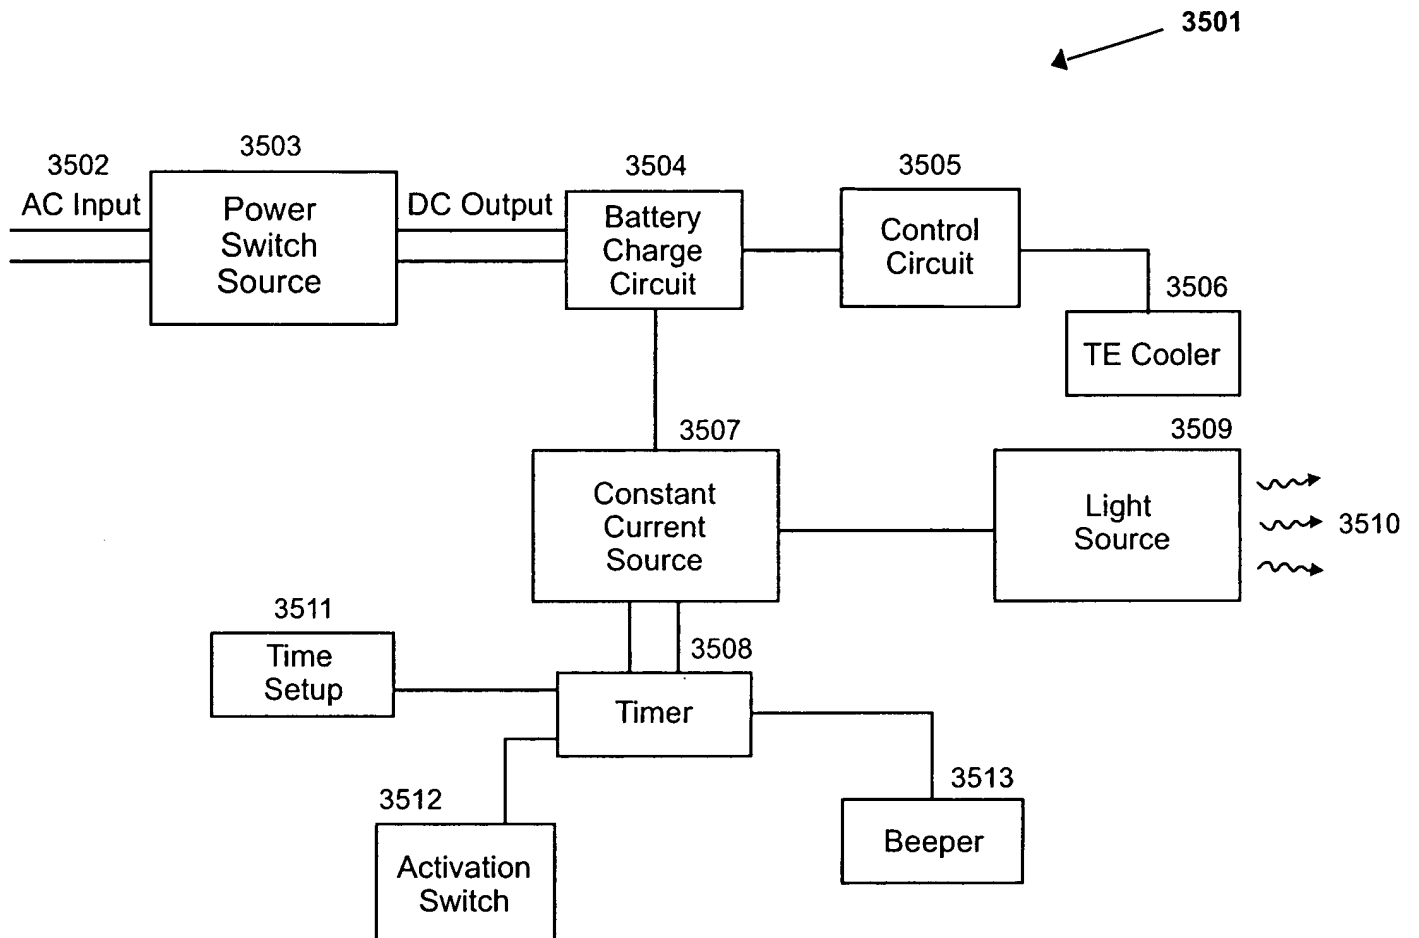 3501
3502
AC Input
3503
Power
Switch
Source
DC Output
3504
Battery
Charge
Circuit
3505
Control
Circuit
3506
TE Cooler
3507
Constant
Current
Source
3509
Light
Source
3510
3511
Time
Setup
3508
Timer
3512
Activation
Switch
3513
Beeper